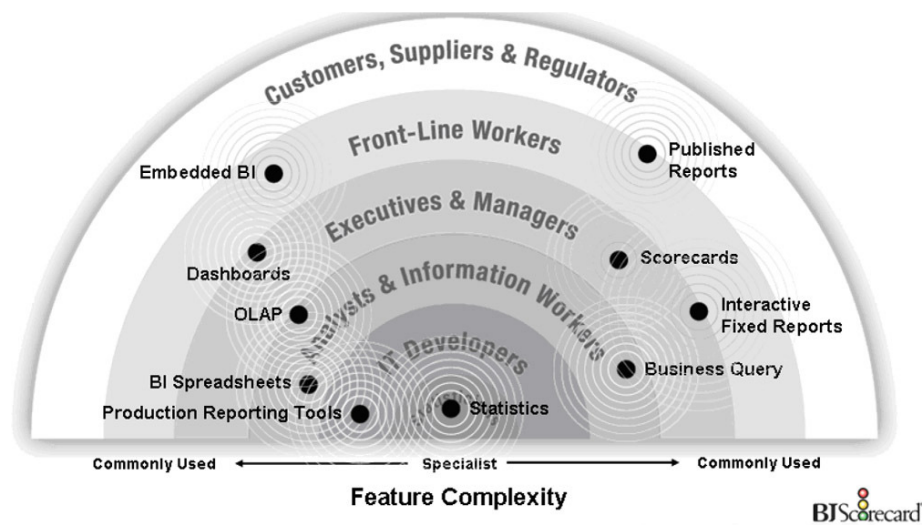 Customers, Suppliers & Regulators
Front-Line Workers
Executives & Managers
Analysts & Information Workers
IT Developers
Embedded BI
Published
Reports
Dashboards
Scorecards
OLAP
Interactive
Fixed Reports
BI Spreadsheets
Business Query
Production Reporting Tools
Statistics
Commonly Used
Specialist
Commonly Used
Feature Complexity
BIScorecard